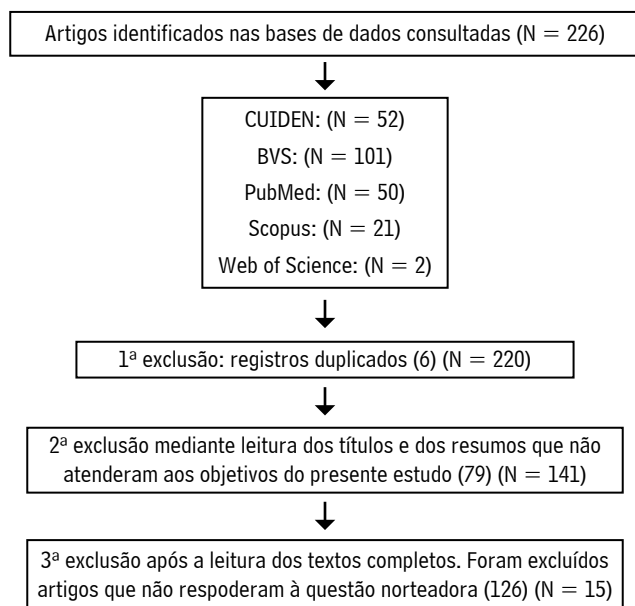 Artigos identificados nas bases de dados consultadas (N = 226)
CUIDEN: (N = 52)
BVS: (N = 101)
PubMed: (N = 50)
Scopus: (N = 21)
Web of Science: (N = 2)
1ª exclusão: registros duplicados (6) (N = 220)
2ª exclusão mediante leitura dos títulos e dos resumos que não
atenderam aos objetivos do presente estudo (79) (N = 141)
3ª exclusão após a leitura dos textos completos. Foram excluídos
artigos que não respoderam à questão norteadora (126) (N = 15)